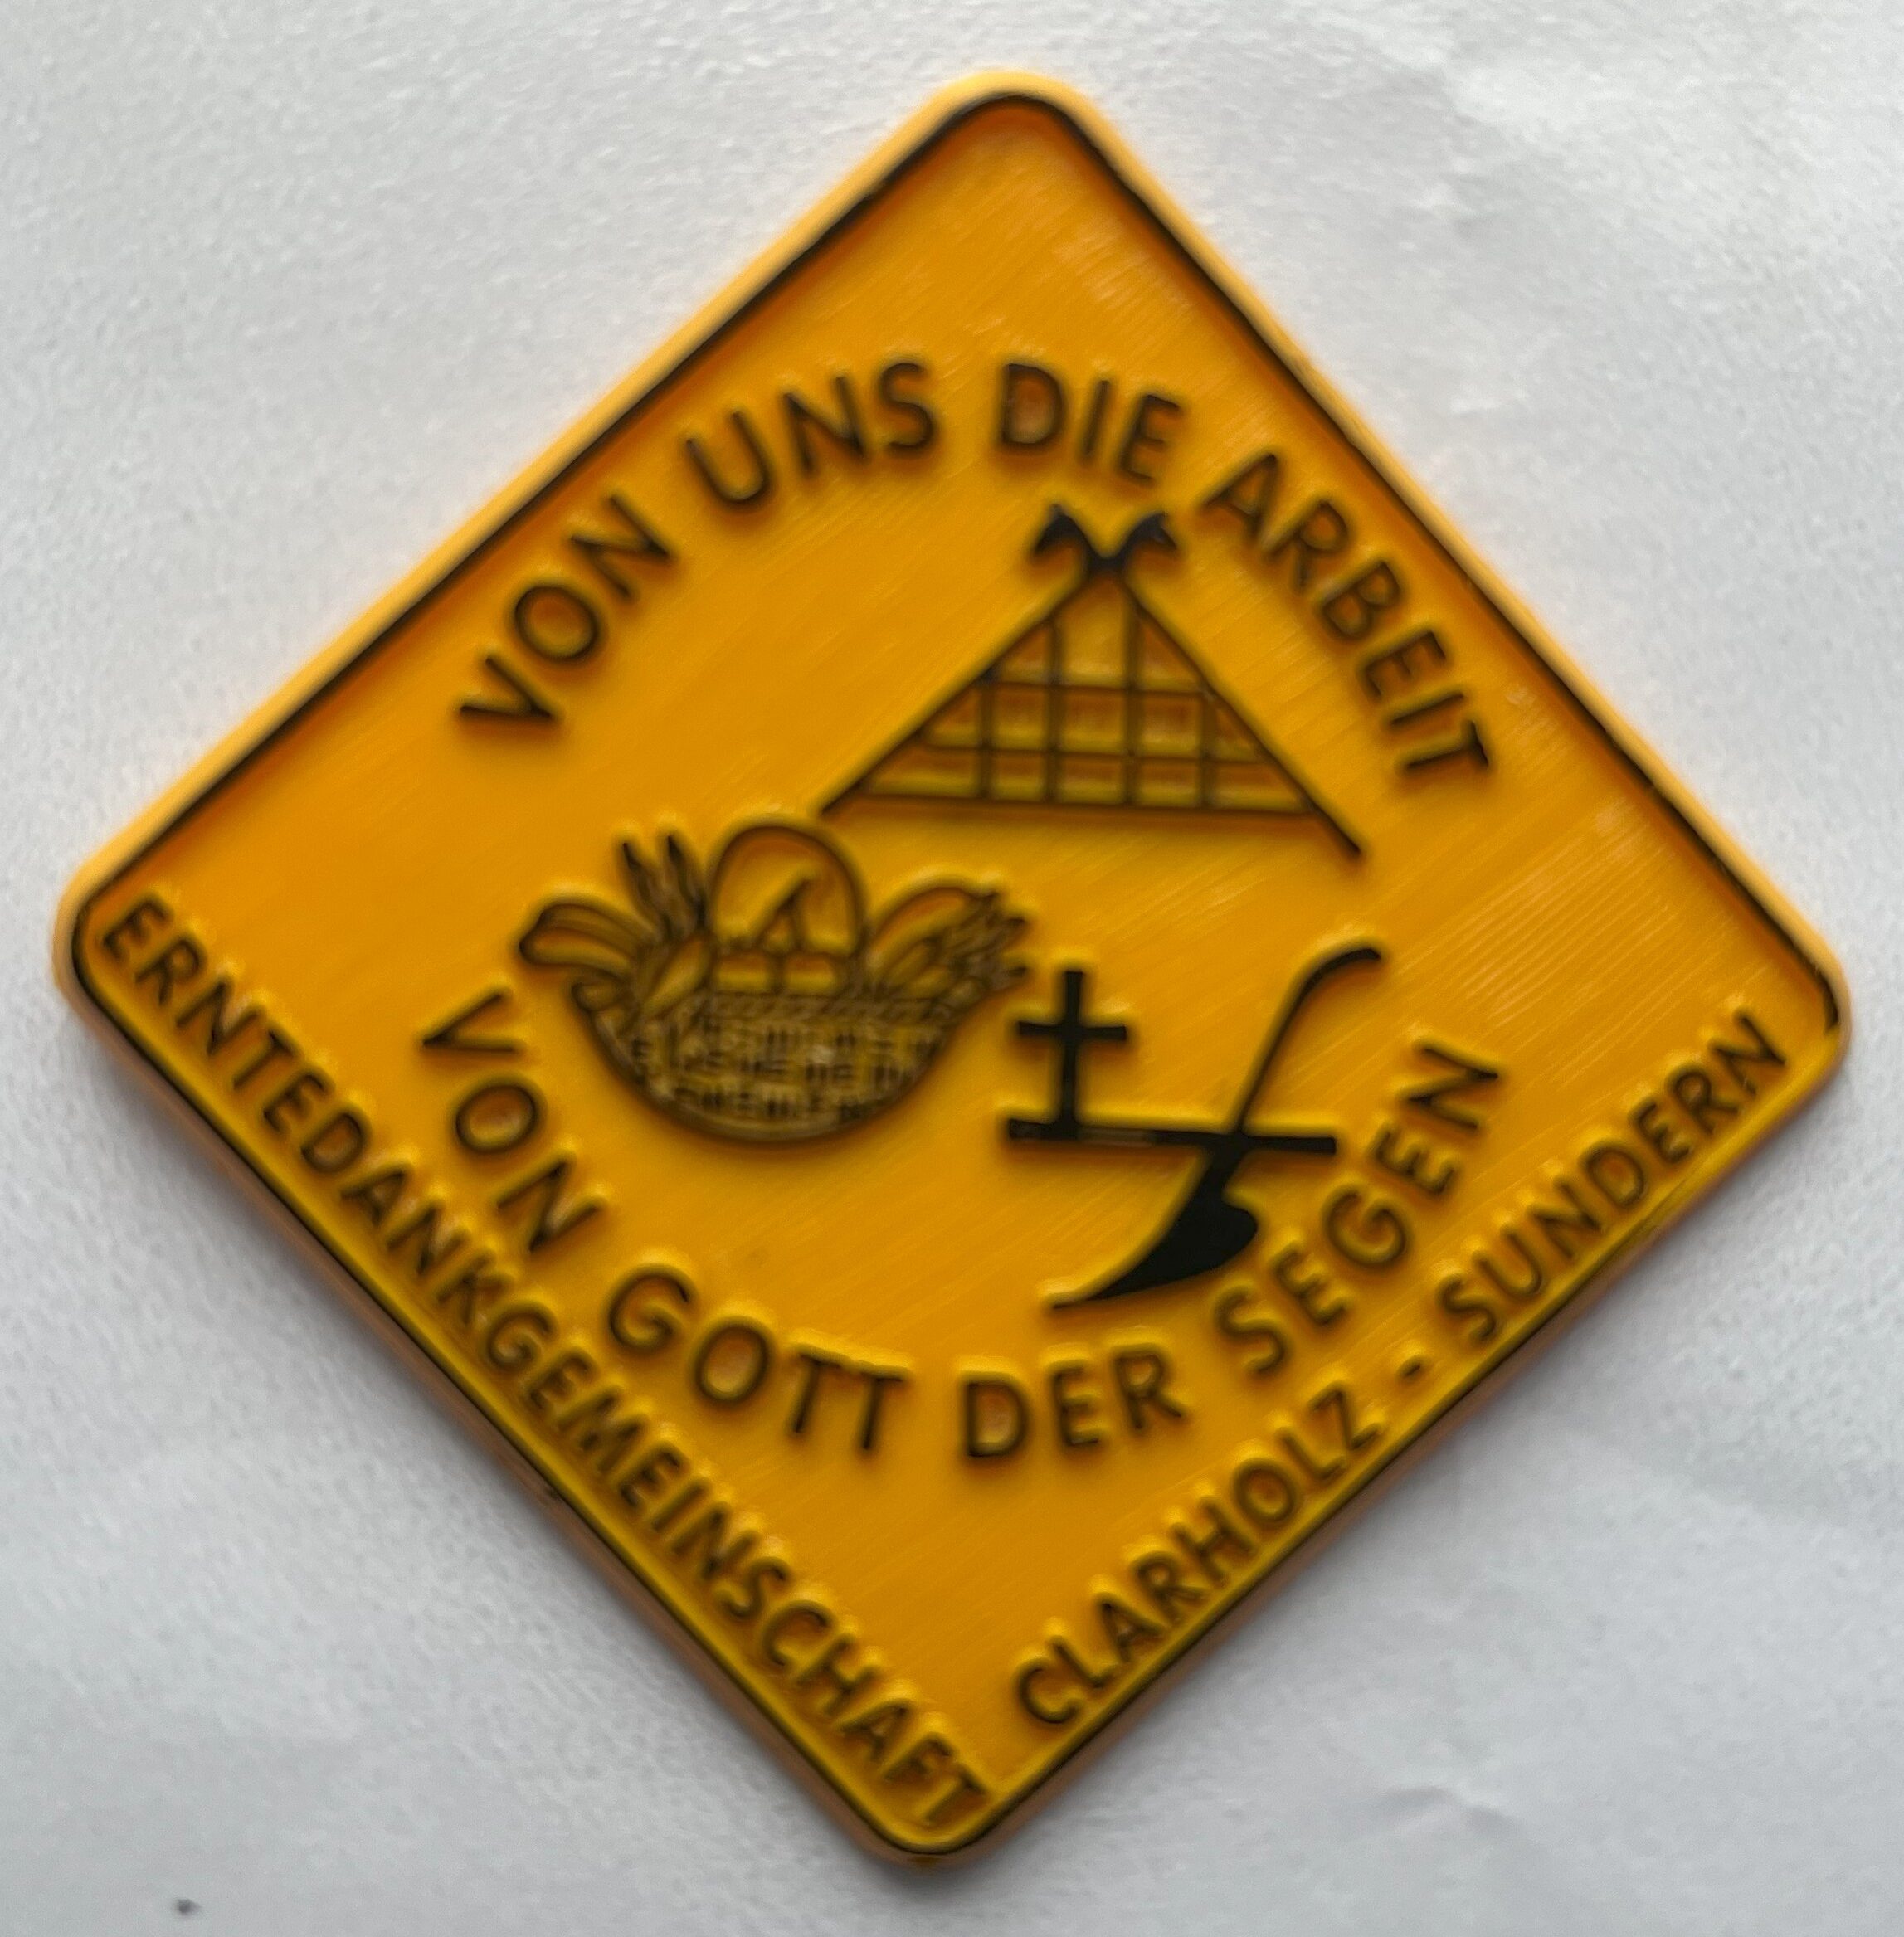 VON UNS DIE ARBEIT
VON GOTT DER SEGEN
ERNTEDANKGEMEINSCHAFT
CLARHOLZ - SUNDERN